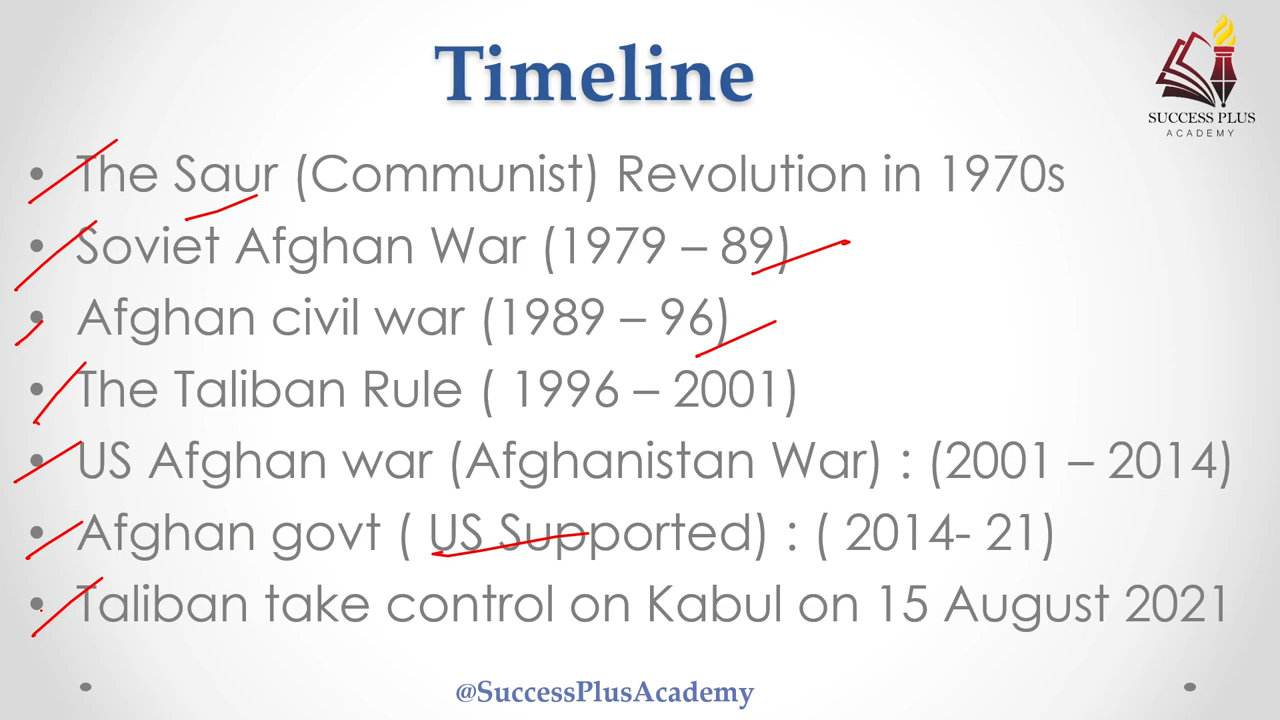 Timeline
SUCCESS PLUS
ACADEMY
• The Saur (Communist) Revolution in 1970s
• Soviet Afghan War (1979 – 89)
• Afghan civil war (1989 – 96)
• The Taliban Rule ( 1996 – 2001)
• US Afghan war (Afghanistan War) : (2001 – 2014)
• Afghan govt ( US Supported) : ( 2014- 21)
• Taliban take control on Kabul on 15 August 2021
@SuccessPlusAcademy